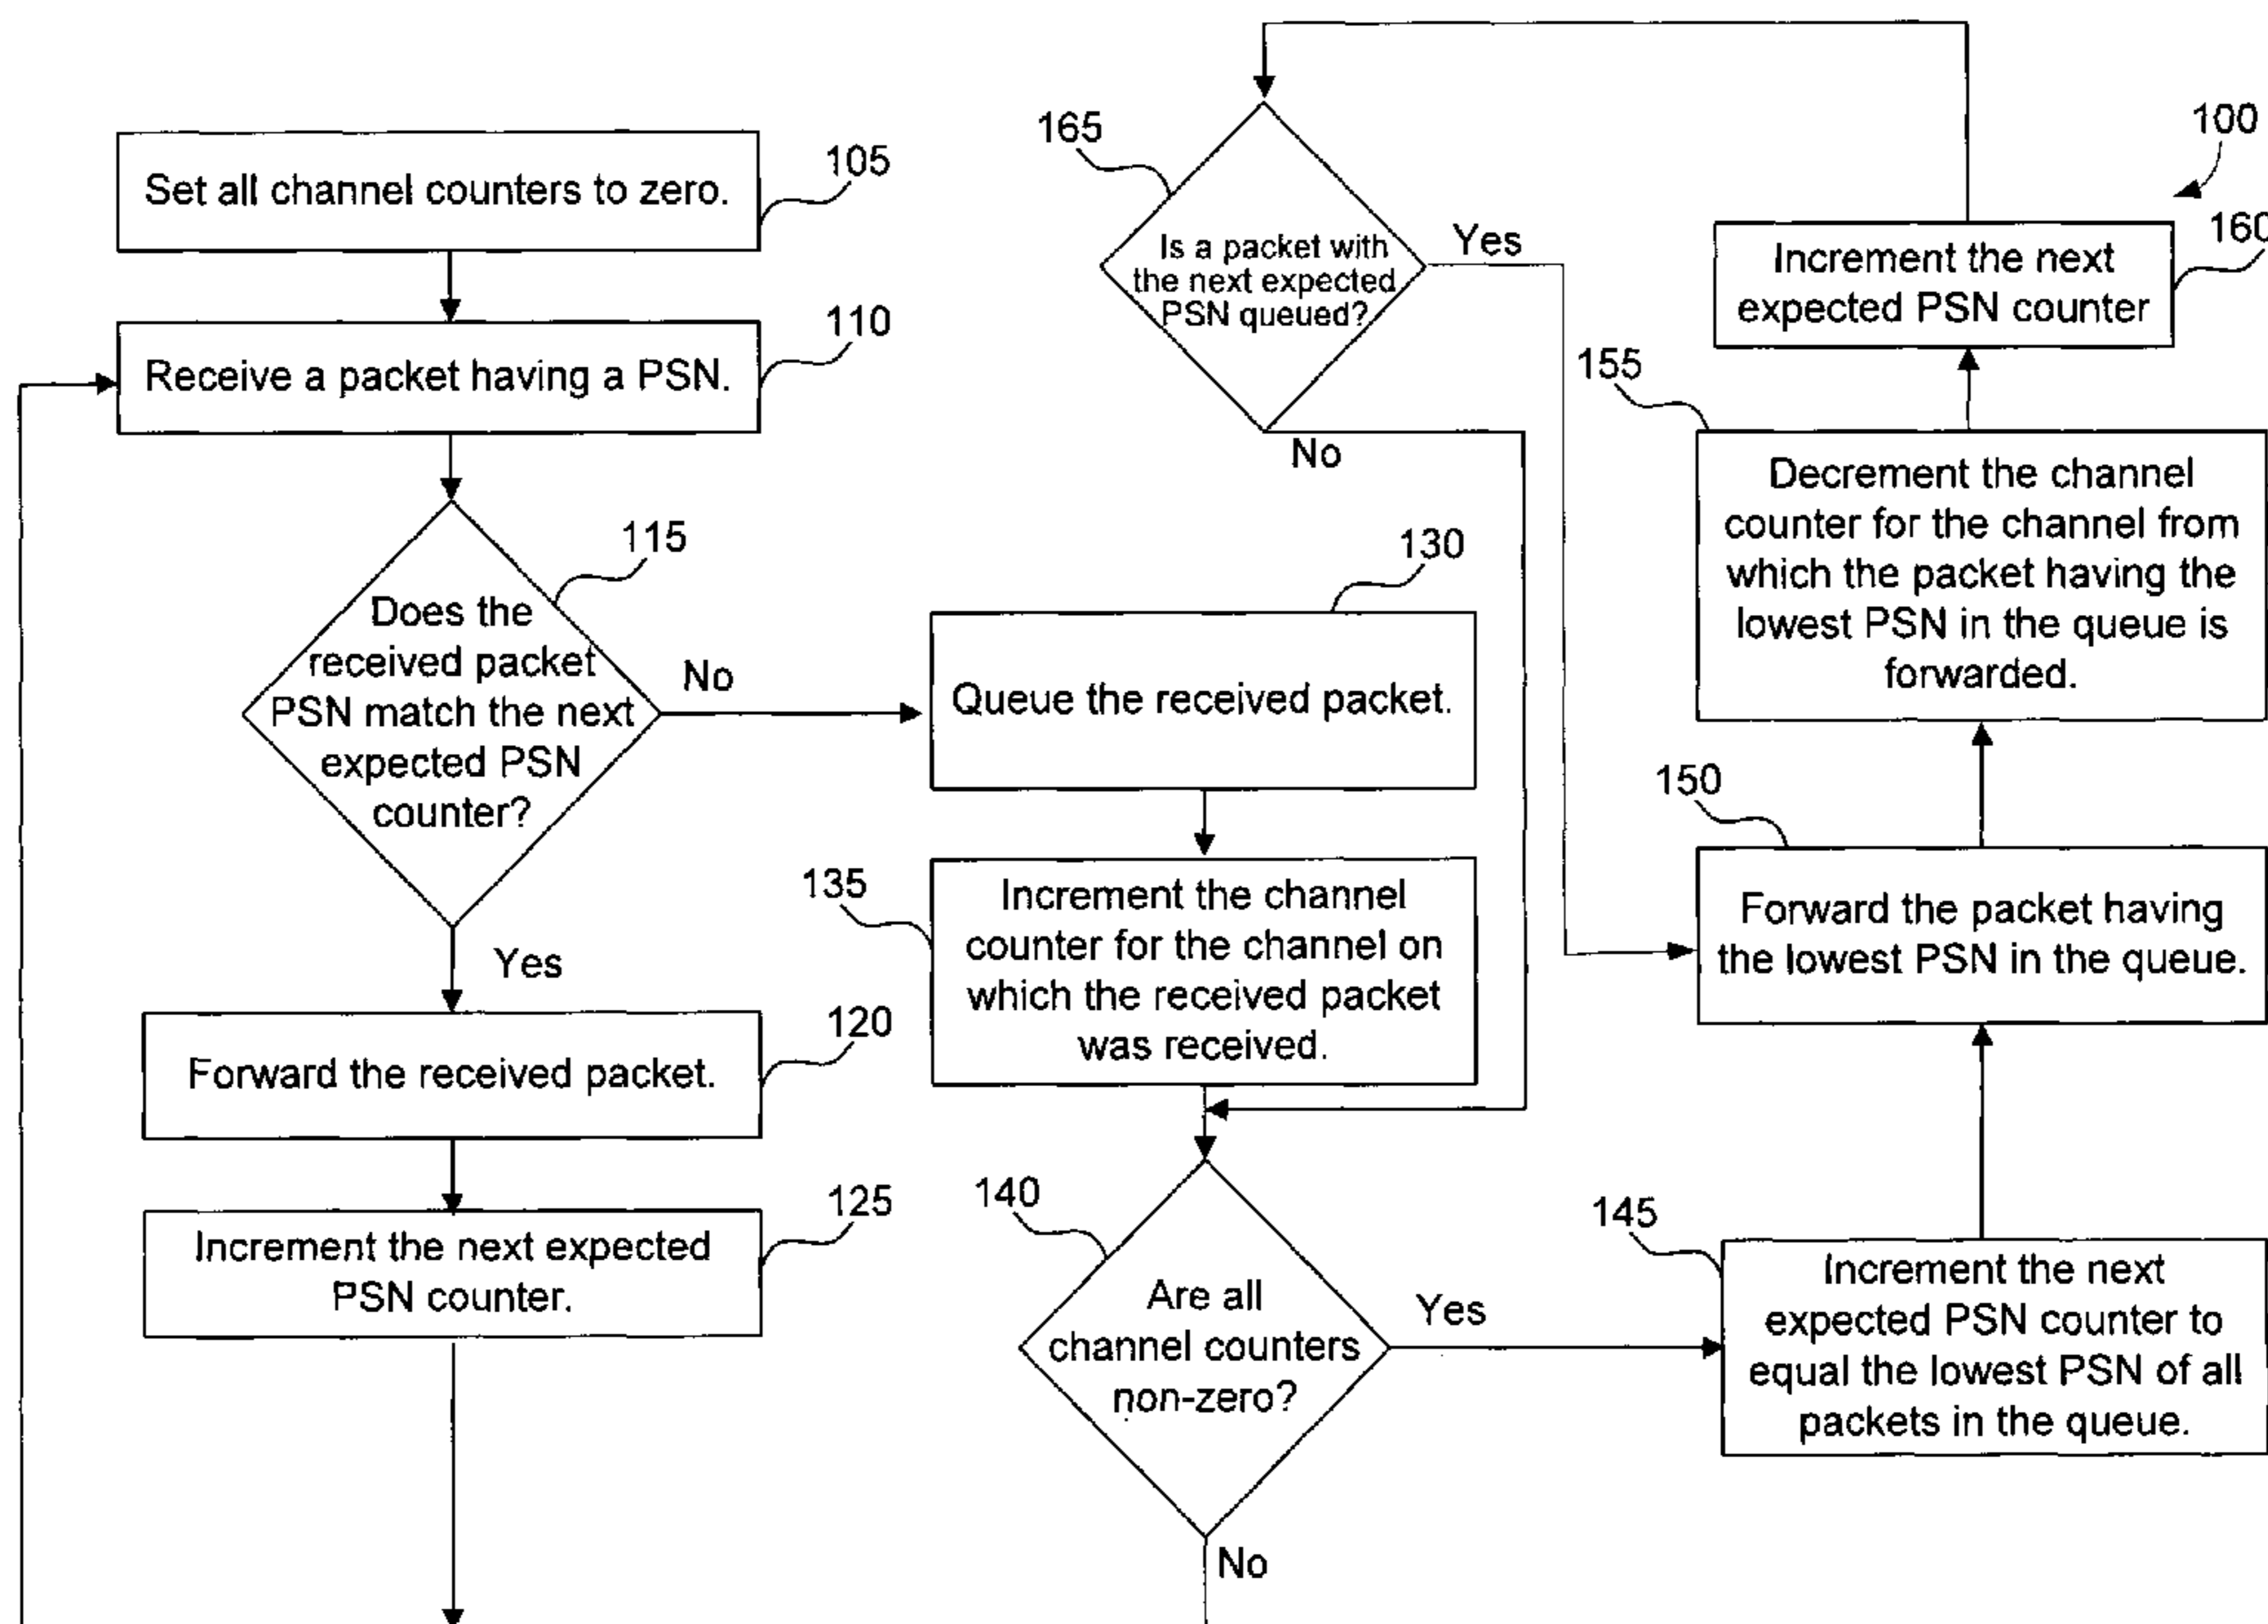 Set all channel counters to zero.
105
Receive a packet having a PSN.
110
Does the
received packet
PSN match the next
expected PSN
counter?
115
No
Yes
Forward the received packet.
120
Increment the next expected
PSN counter.
125
Queue the received packet.
130
Increment the channel
counter for the channel on
which the received packet
was received.
135
Are all
channel counters
non-zero?
140
Yes
No
Increment the next
expected PSN counter to
equal the lowest PSN of all
packets in the queue.
145
Forward the packet having
the lowest PSN in the queue.
150
Decrement the channel
counter for the channel from
which the packet having the
lowest PSN in the queue is
forwarded.
155
Increment the next
expected PSN counter
160
100
Is a packet with
the next expected
PSN queued?
165
Yes
No